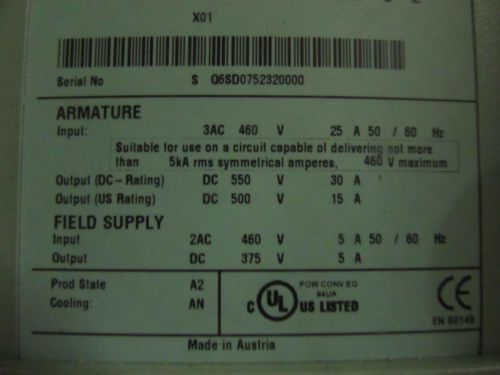 X01
Serial No S Q6SD0752320000
ARMATURE
Input: 3AC 460 V 25 A 50 / 60 Hz
Suitable for use on a circuit capable of delivering not more
than 5kA rms symmetrical amperes, 460 V maximum
Output (DC-Rating) DC 550 V 30 A
Output (US Rating) DC 500 V 15 A
FIELD SUPPLY
Input 2AC 460 V 5 A 50 / 60 Hz
Output DC 375 V 5 A
Prod State A2
Cooling: AN
POW CONV EQ
84UA
C UL US LISTED
CE
EN 50145
Made in Austria